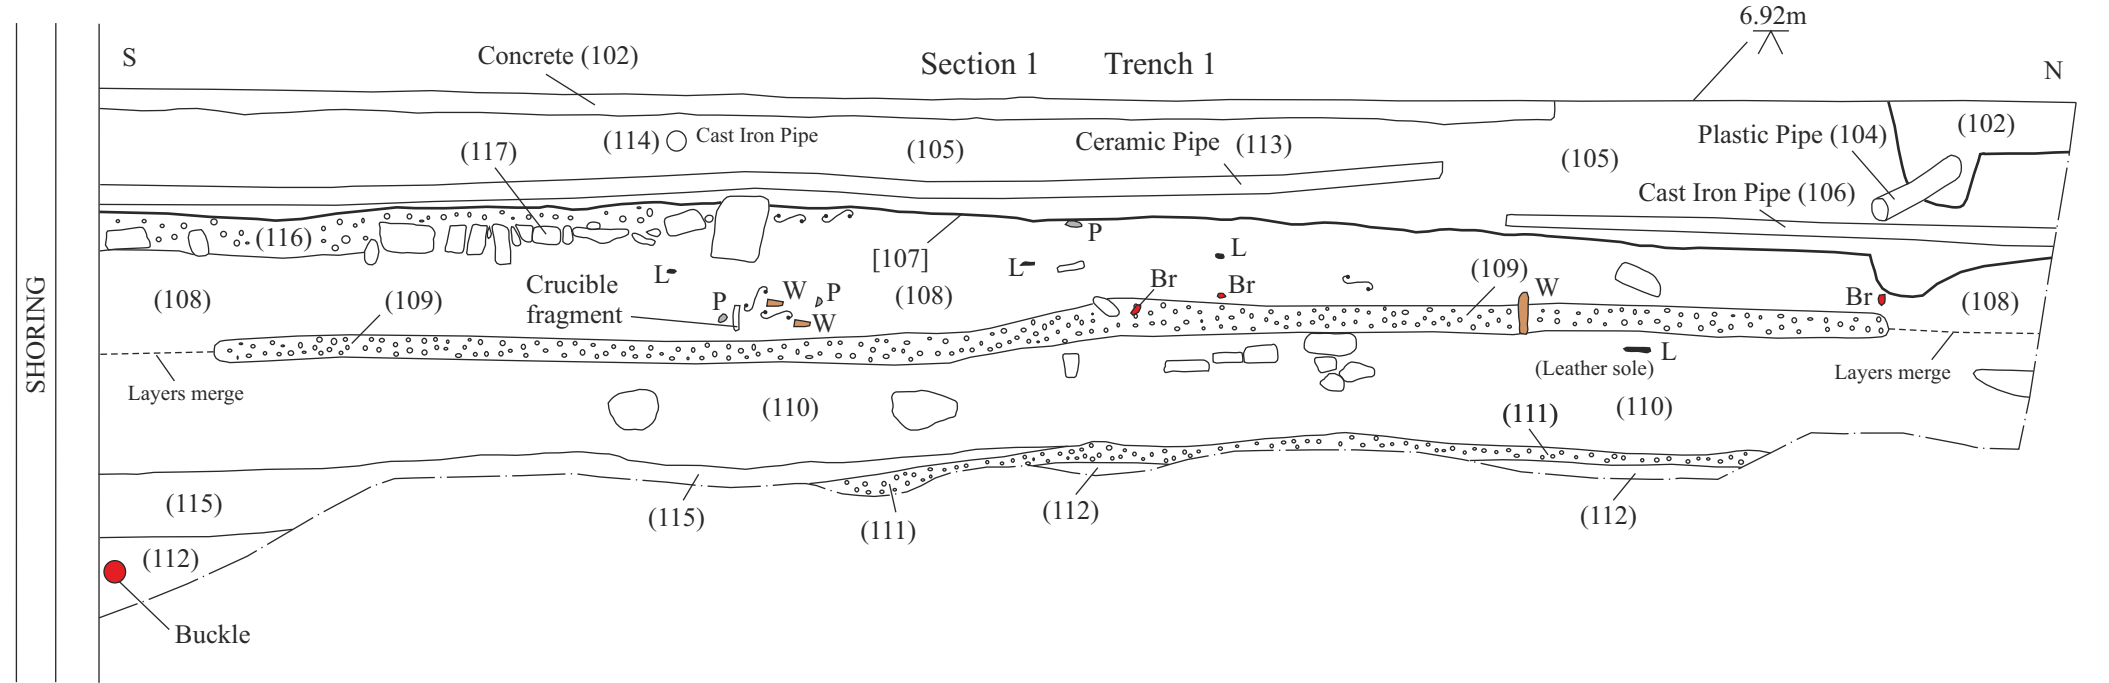 6.92m
S
Concrete (102)
Section 1 Trench 1
N
(117)
(114)
Cast Iron Pipe
(105)
Ceramic Pipe (113)
(105)
Plastic Pipe (104)
(102)
Cast Iron Pipe (106)
(116)
[107]
P
L
L
L
(108)
(109)
Crucible
fragment
P
W
P
W
(108)
Br
Br
(109)
W
Br
(108)
SHORING
Layers merge
(110)
L
(Leather sole)
(110)
Layers merge
(111)
(115)
(115)
(111)
(112)
(112)
(112)
Buckle